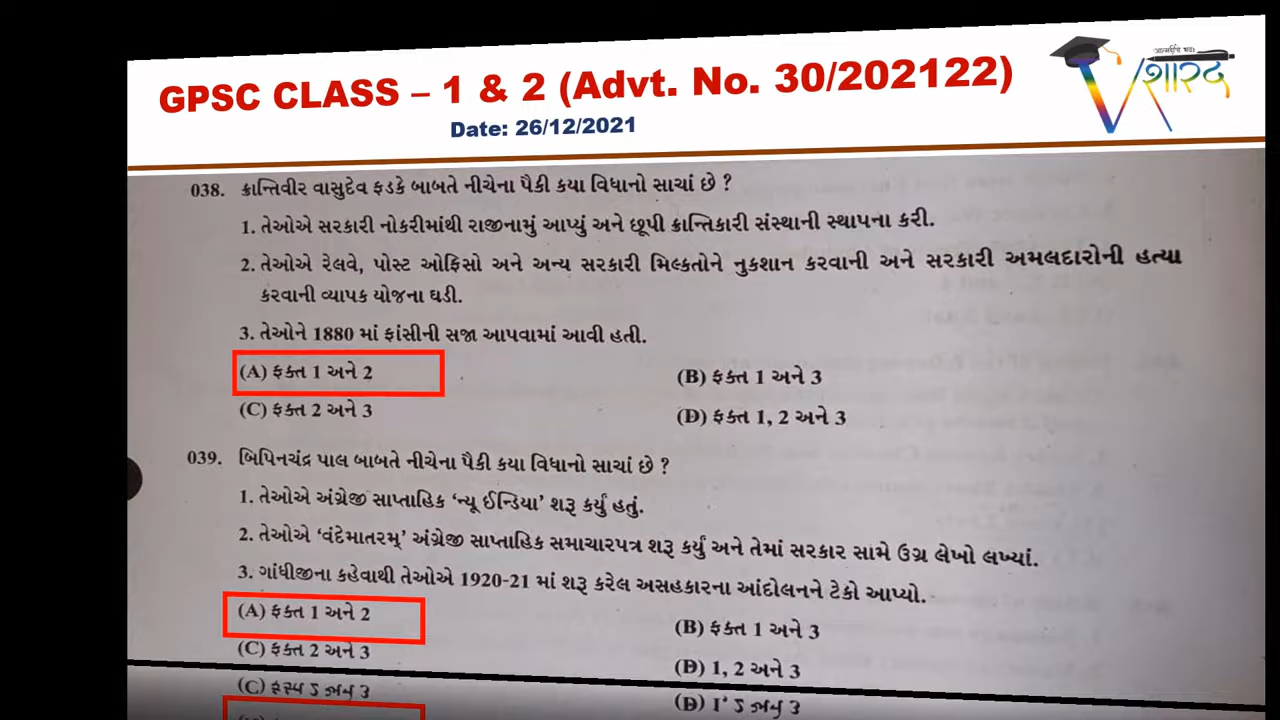 GPSC CLASS – 1 & 2 (Advt. No. 30/202122)
Date: 26/12/2021
શારદ
038. ક્રાન્તિવીર વાસુદેવ ફડકે બાબતે નીચેના પૈકી કયા વિધાનો સાચાં છે ?
1. તેઓએ સરકારી નોકરીમાંથી રાજીનામું આપ્યું અને છૂપી ક્રાન્તિકારી સંસ્થાની સ્થાપના કરી.
2. તેઓએ રેલવે, પોસ્ટ ઓફિસો અને અન્ય સરકારી મિલ્કતોને નુકશાન કરવાની અને સરકારી અમલદારોની હત્યા
કરવાની વ્યાપક યોજના ઘડી.
3. તેઓને 1880 માં ફાંસીની સજા આપવામાં આવી હતી.
(A) ફક્ત 1 અને 2
(B) ફક્ત 1 અને 3
(C) ફક્ત 2 અને 3
(D) ફક્ત 1, 2 અને 3
039. બિપિનચંદ્ર પાલ બાબતે નીચેના પૈકી કયા વિધાનો સાચાં છે ?
1. તેઓએ અંગ્રેજી સાપ્તાહિક ‘ન્યૂ ઈન્ડિયા’ શરૂ કર્યું હતું.
2. તેઓએ ‘વંદેમાતરમ્’ અંગ્રેજી સાપ્તાહિક સમાચારપત્ર શરૂ કર્યું અને તેમાં સરકાર સામે ઉગ્ર લેખો લખ્યાં.
3. ગાંધીજીના કહેવાથી તેઓએ 1920-21 માં શરૂ કરેલ અસહકારના આંદોલનને ટેકો આપ્યો.
(A) ફક્ત 1 અને 2
(B) ફક્ત 1 અને 3
(C) ફક્ત 2 અને 3
(D) 1, 2 અને 3